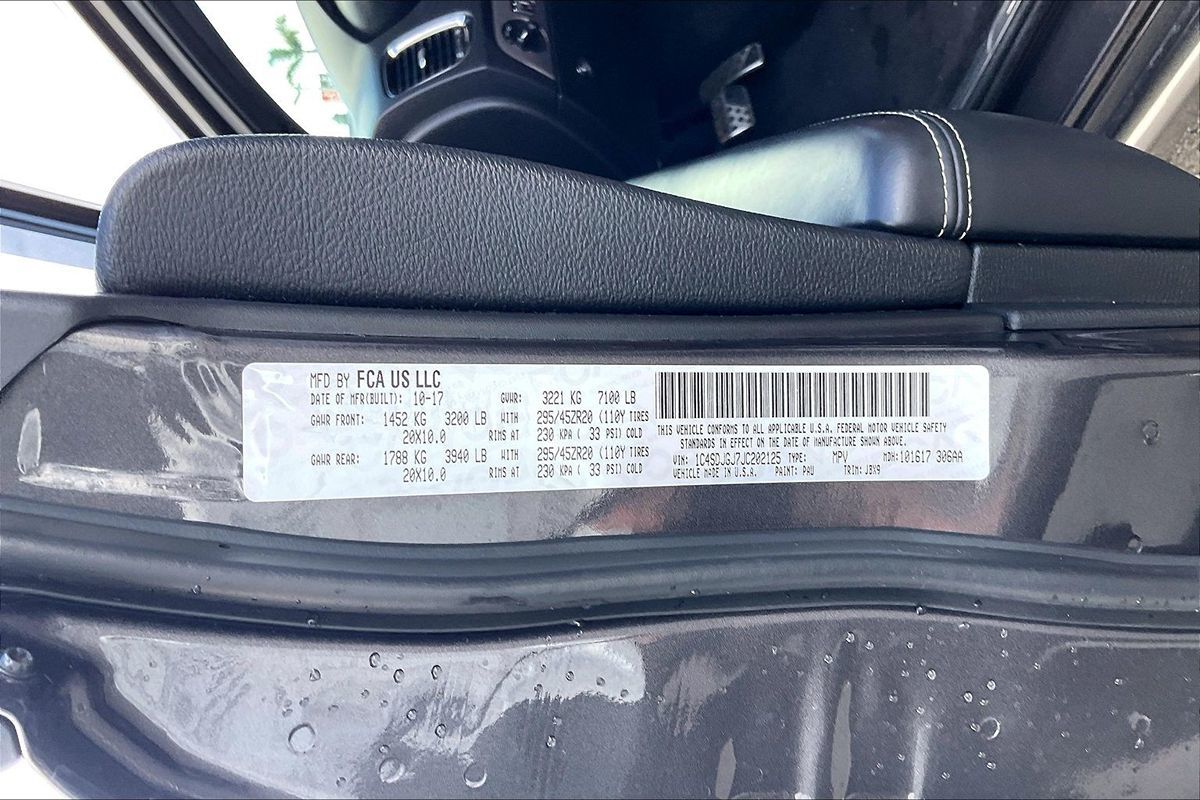 MFD BY FCA US LLC
DATE OF MFR(BUILT): 10-17 GVWR: 3221 KG 7100 LB
GAWR FRONT: 1452 KG 3200 LB WITH 295/45ZR20 (110Y TIRES
20X10.0 RIMS AT 230 KPA ( 33 PSI) COLD
GAWR REAR: 1788 KG 3940 LB WITH 295/45ZR20 (110Y TIRES
20X10.0 RIMS AT 230 KPA ( 33 PSI) COLD
THIS VEHICLE CONFORMS TO ALL APPLICABLE U.S.A. FEDERAL MOTOR VEHICLE SAFETY
STANDARDS IN EFFECT ON THE DATE OF MANUFACTURE SHOWN ABOVE.
VIN: 1C4SDJGJ7JC202125 TYPE: MPV MDH:101617 306AA
VEHICLE MADE IN U.S.A. PAINT: PAU TRIM: JBX9